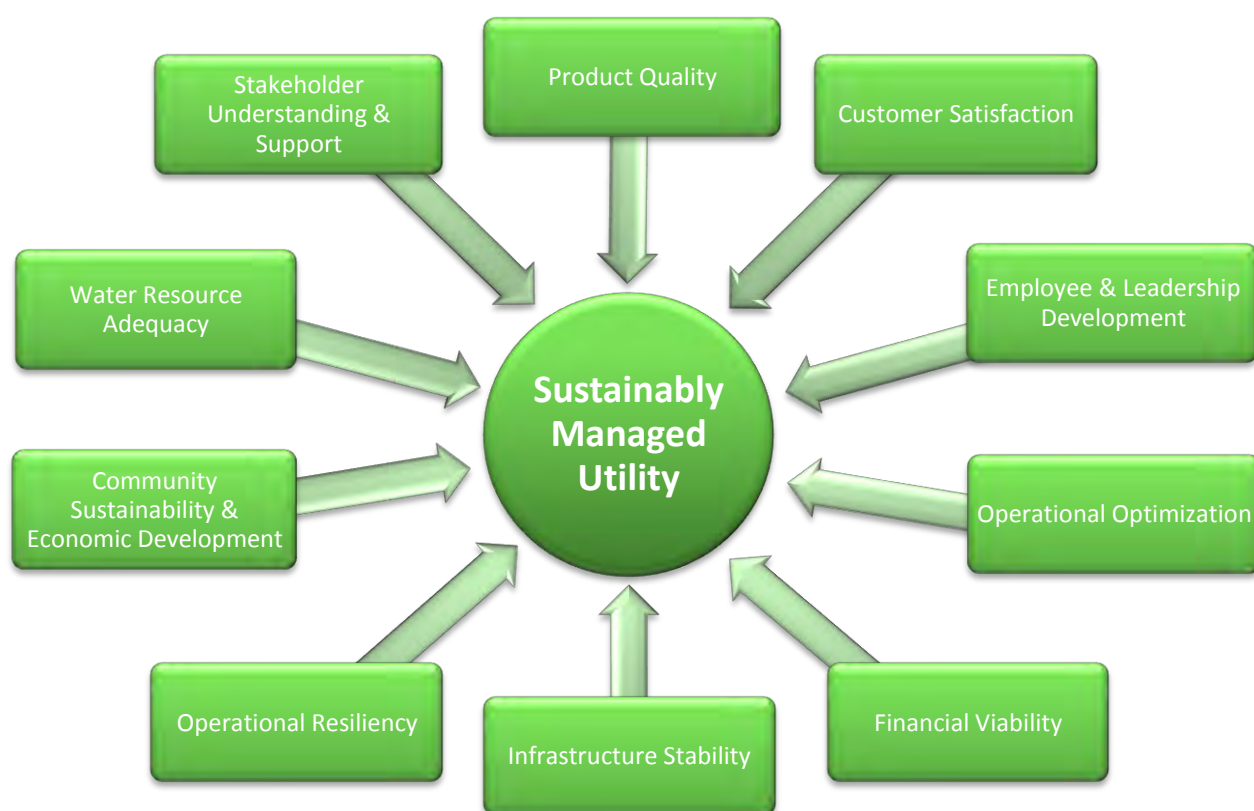 Product Quality
Customer Satisfaction
Employee & Leadership
Development
Operational Optimization
Financial Viability
Infrastructure Stability
Operational Resiliency
Community
Sustainability &
Economic Development
Water Resource
Adequacy
Stakeholder
Understanding &
Support
Sustainably
Managed
Utility